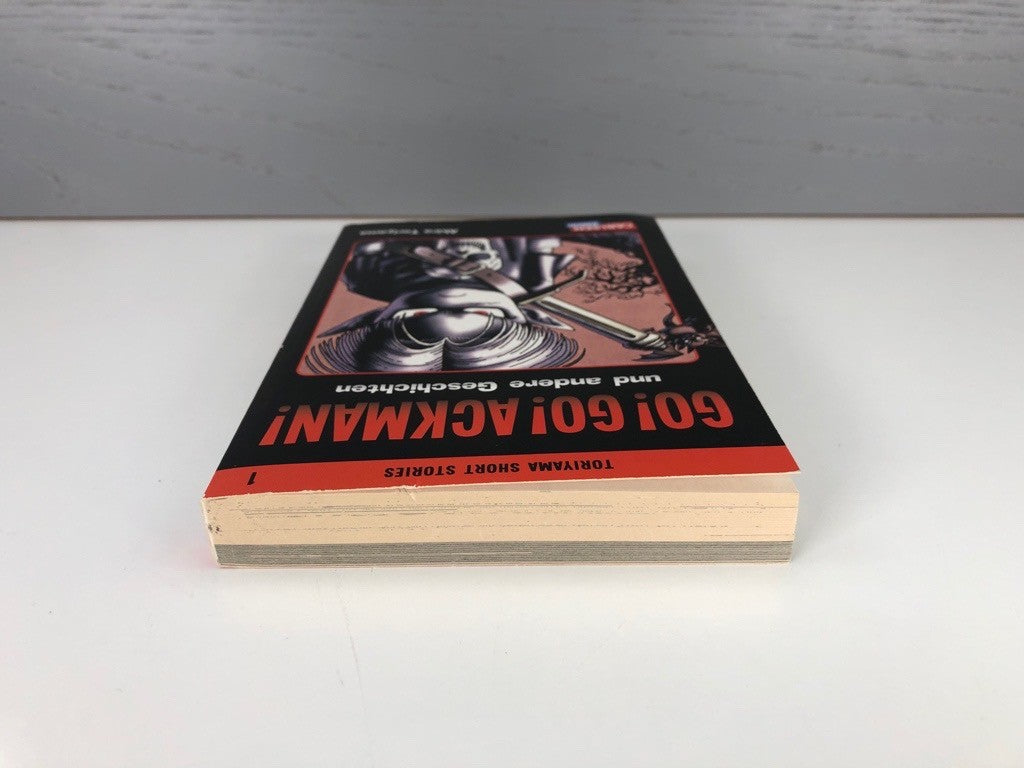 TORIYAMA SHORT STORIES 1
GO! GO! ACKMAN!
und andere Geschichten
Akira Toriyama